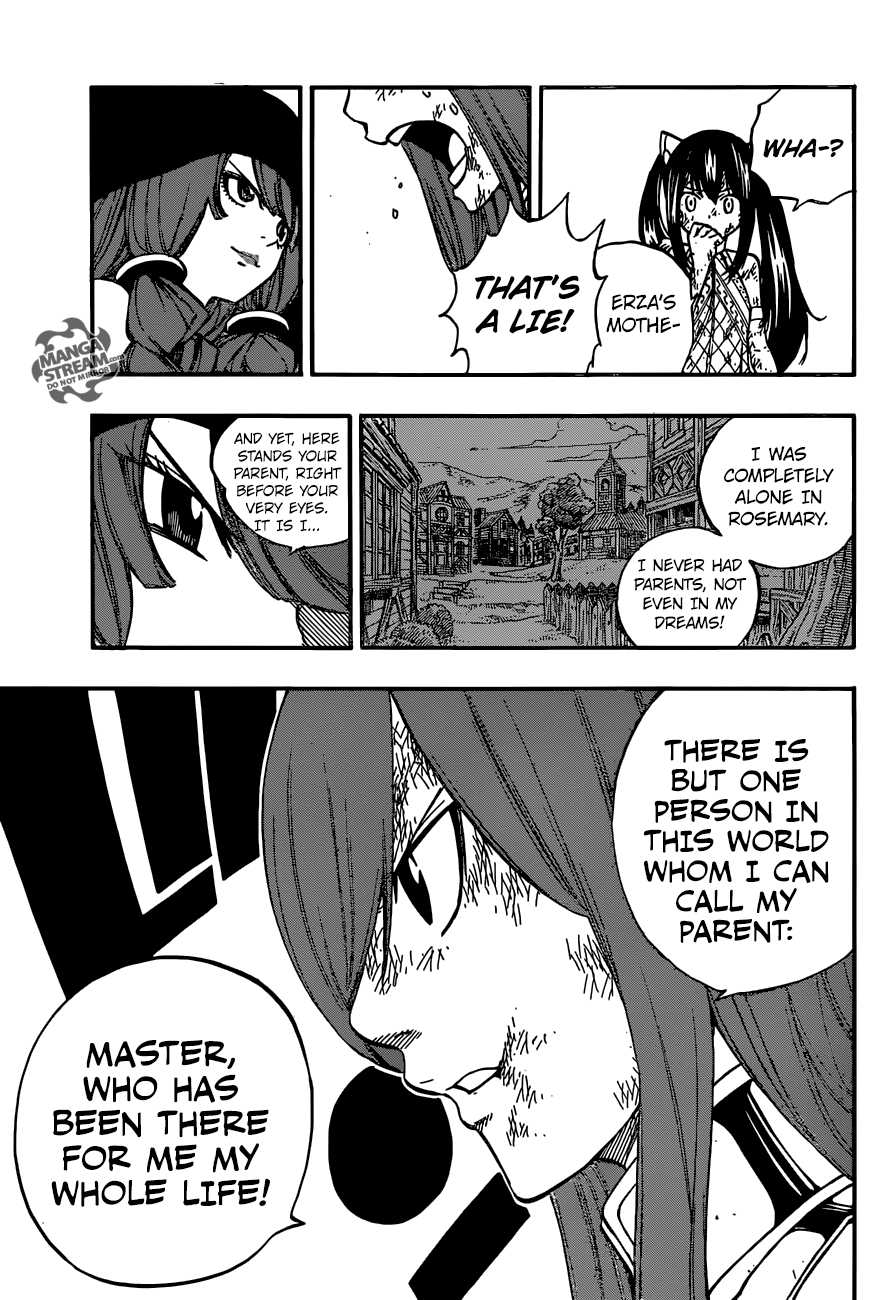 WHA-?
ERZA'S
MOTHE-
THAT'S
A LIE!
MANGA
STREAM.com
DO NOT MIRROR
I WAS
COMPLETELY
ALONE IN
ROSEMARY.
I NEVER HAD
PARENTS, NOT
EVEN IN MY
DREAMS!
AND YET, HERE
STANDS YOUR
PARENT, RIGHT
BEFORE YOUR
VERY EYES.
IT IS I...
THERE IS
BUT ONE
PERSON IN
THIS WORLD
WHOM I CAN
CALL MY
PARENT:
MASTER,
WHO HAS
BEEN THERE
FOR ME MY
WHOLE LIFE!